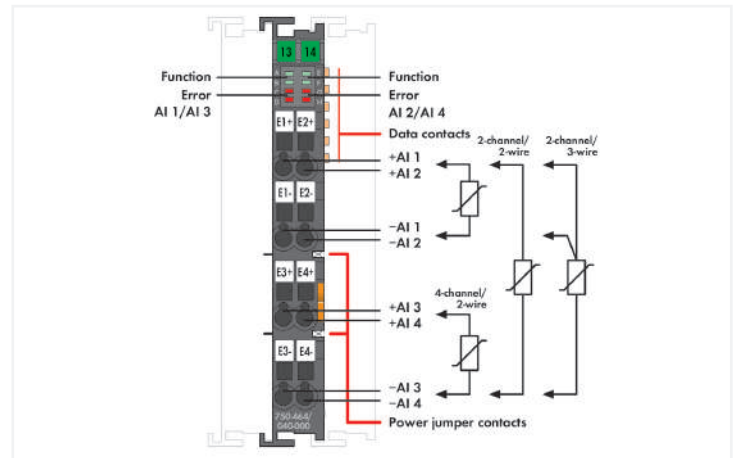 13 14
Function
Error
AI 1/AI 3
Function
Error
AI 2/AI 4
Data contacts
A E
C G
D H
E1+ E2+
+AI 1
+AI 2
E1- E2-
–AI 1
–AI 2
E3+ E4+
+AI 3
+AI 4
E3- E4-
–AI 3
–AI 4
750-464/
040-000
Power jumper contacts
2-channel/
2-wire
2-channel/
3-wire
4-channel/
2-wire